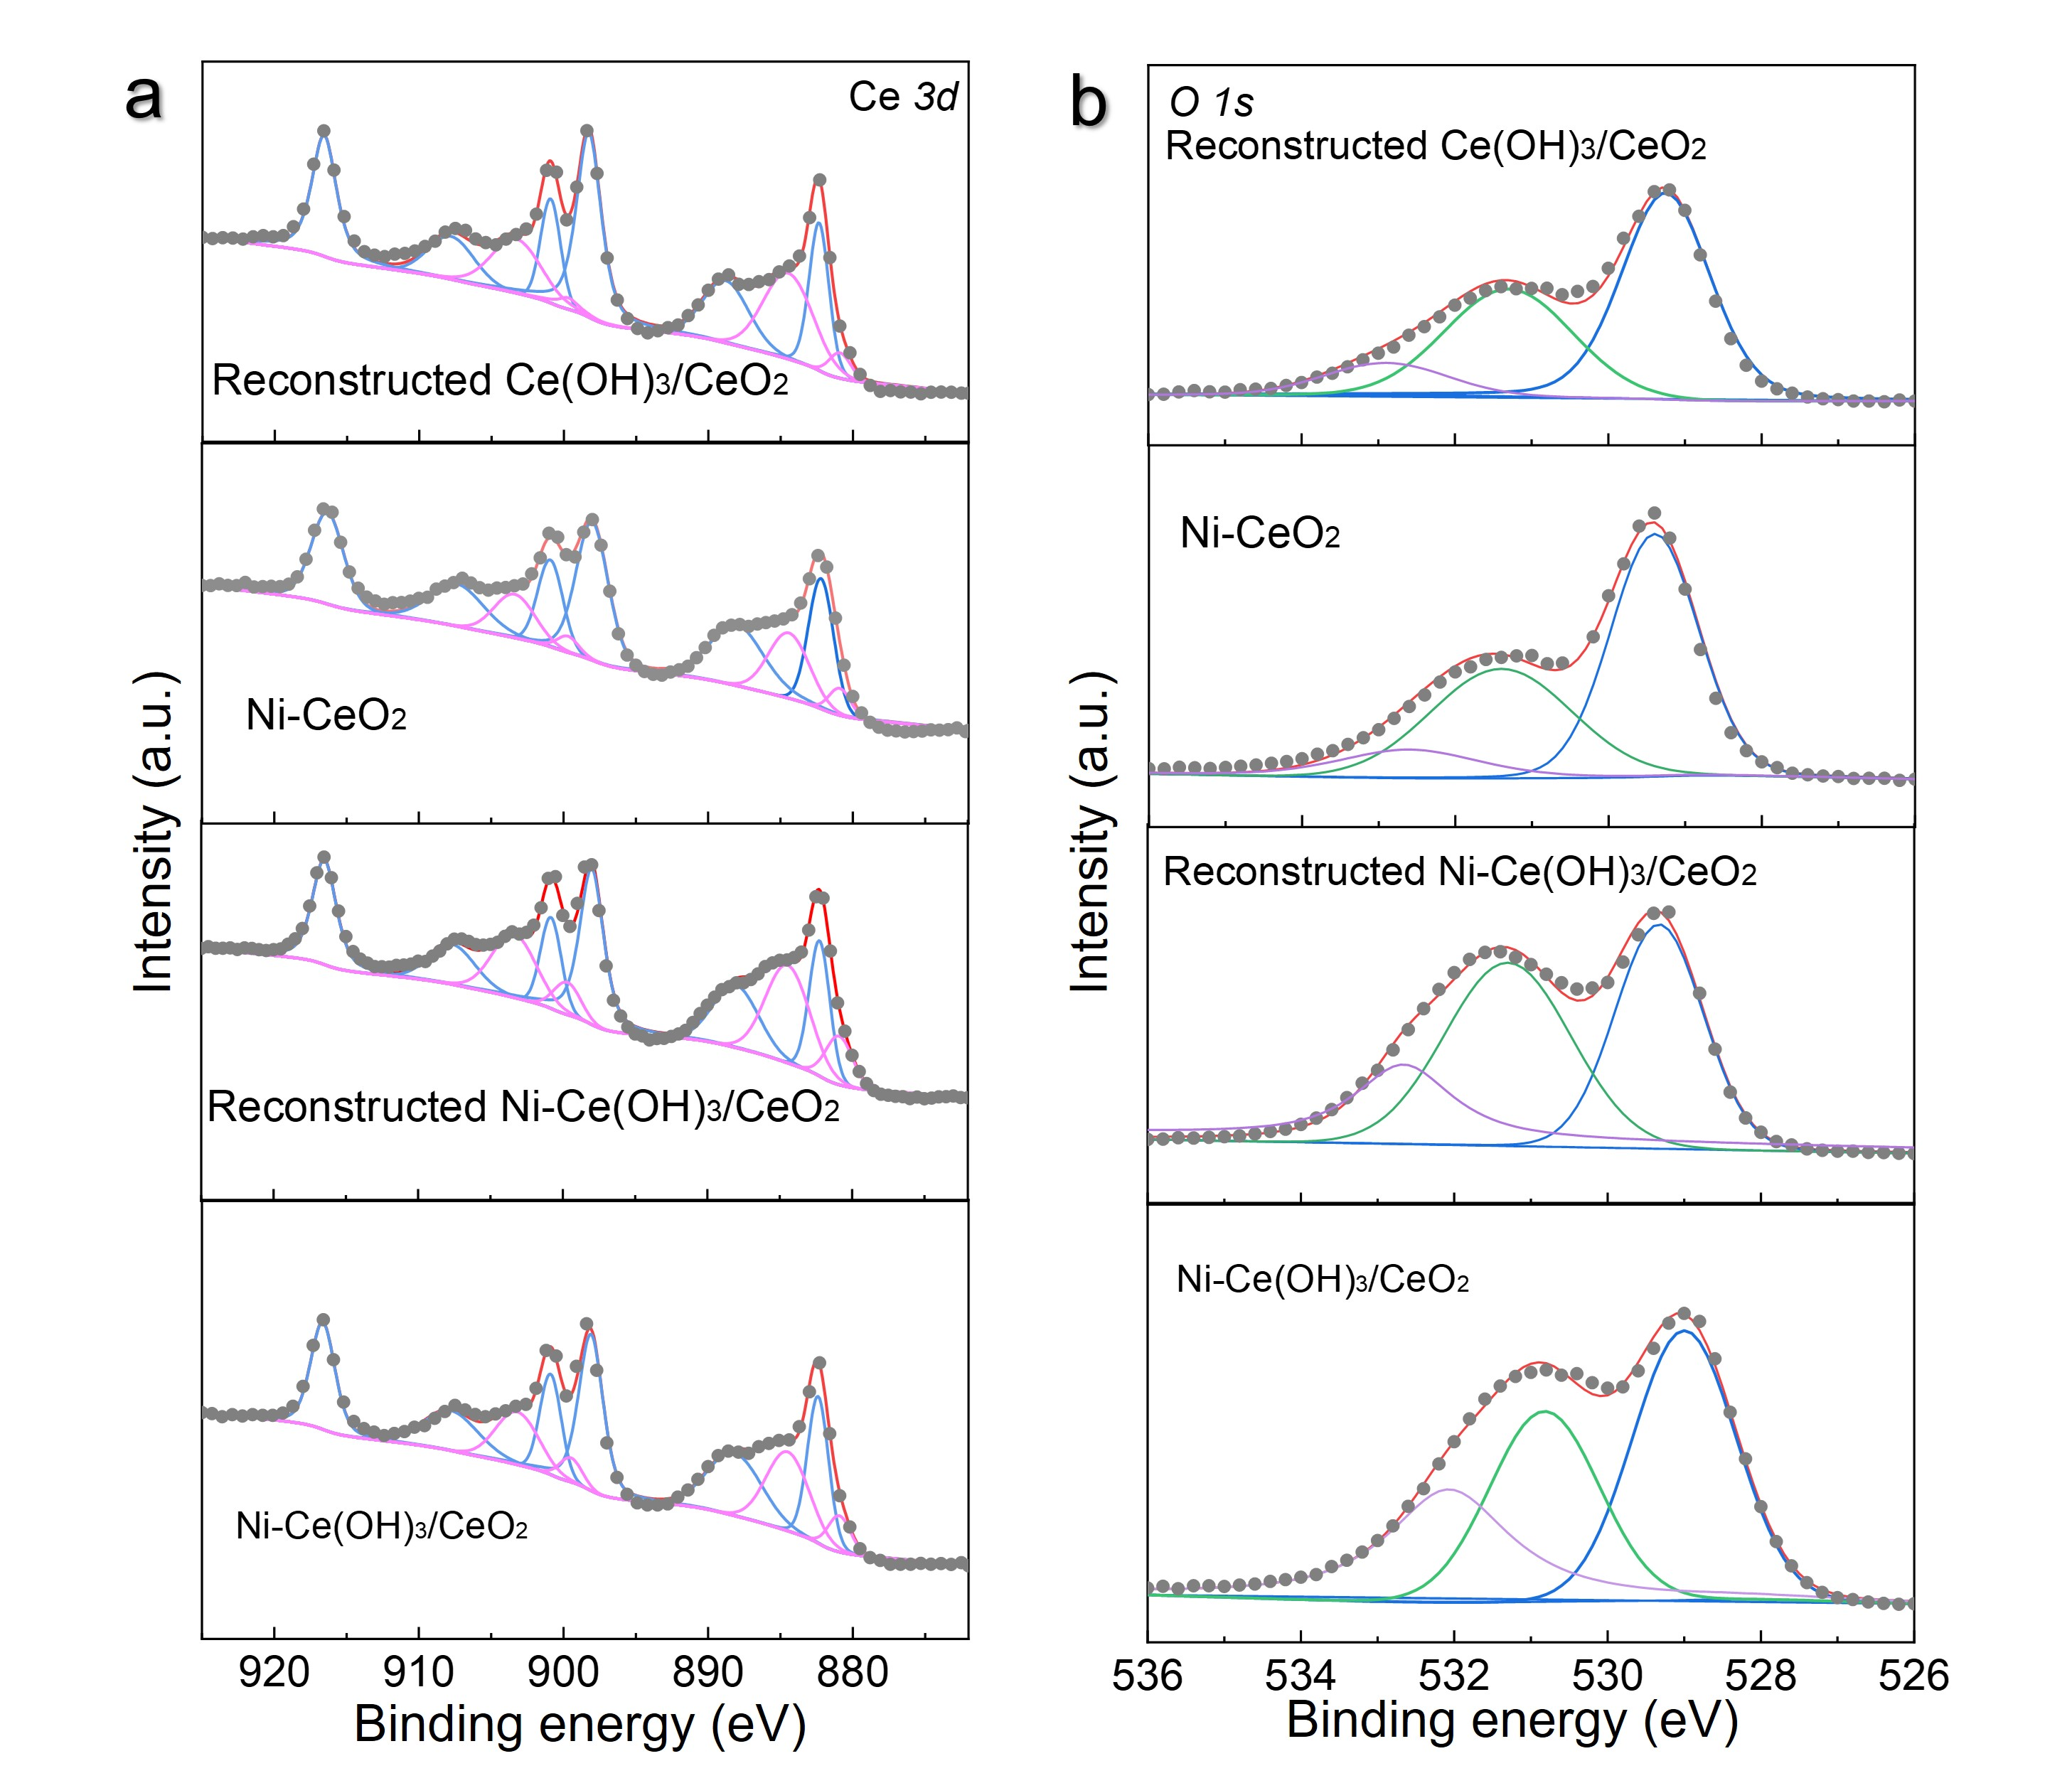 a
Ce 3d
Reconstructed Ce(OH)3/CeO2
Ni-CeO2
Reconstructed Ni-Ce(OH)3/CeO2
Ni-Ce(OH)3/CeO2
Intensity (a.u.)
920 910 900 890 880
Binding energy (eV)
b
O 1s
Reconstructed Ce(OH)3/CeO2
Ni-CeO2
Reconstructed Ni-Ce(OH)3/CeO2
Ni-Ce(OH)3/CeO2
Intensity (a.u.)
536 534 532 530 528 526
Binding energy (eV)